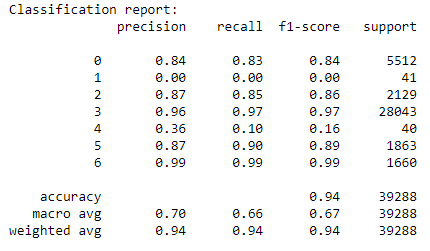 Classification report:
precision recall f1-score support
0 0.84 0.83 0.84 5512
1 0.00 0.00 0.00 41
2 0.87 0.85 0.86 2129
3 0.96 0.97 0.97 28043
4 0.36 0.10 0.16 40
5 0.87 0.90 0.89 1863
6 0.99 0.99 0.99 1660
accuracy 0.94 39288
macro avg 0.70 0.66 0.67 39288
weighted avg 0.94 0.94 0.94 39288